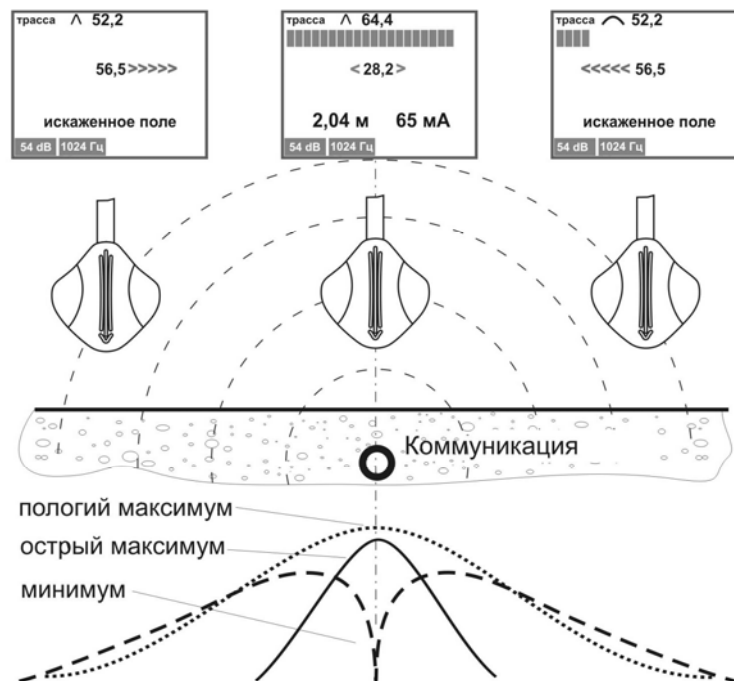 трасса ^ 52,2
56,5>>>>>
искаженное поле
54 dB 1024 Гц
трасса ^ 64,4
<28,2>
2,04 м 65 мА
54 dB 1024 Гц
трасса 52,2
<<<<< 56,5
искаженное поле
54 dB 1024 Гц
Коммуникация
пологий максимум
острый максимум
минимум